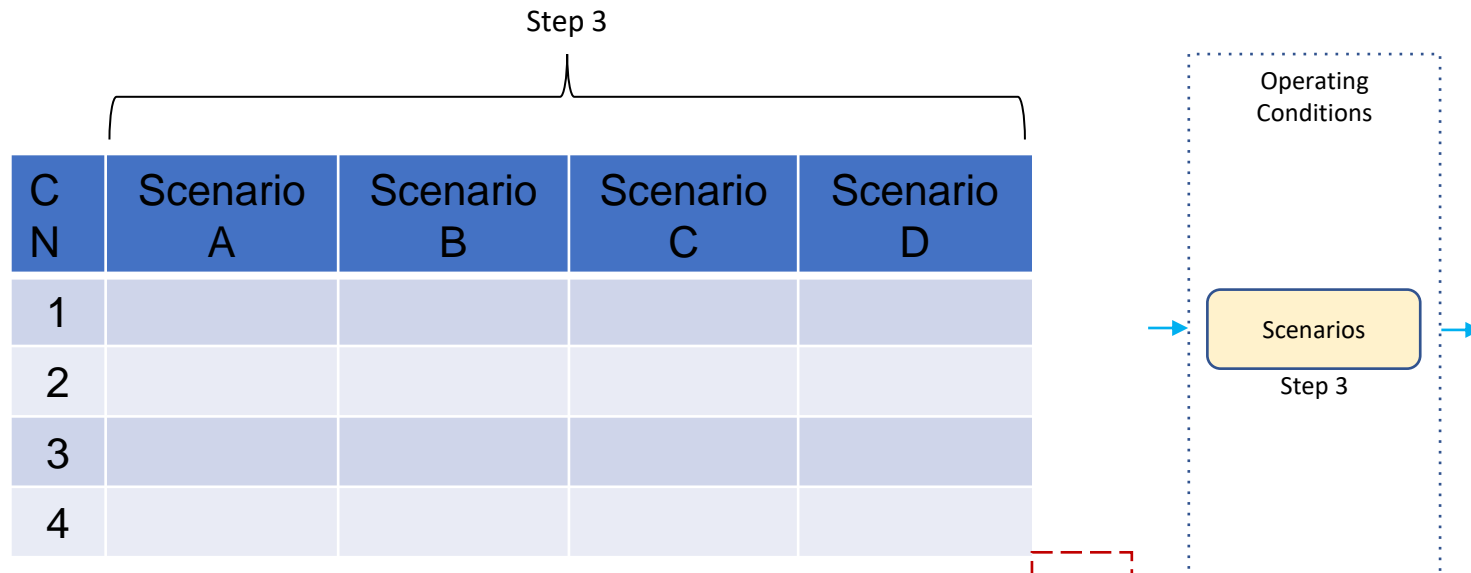 Step 3
C
N
Scenario
A
Scenario
B
Scenario
C
Scenario
D
1
2
3
4
Operating
Conditions
Scenarios
Step 3